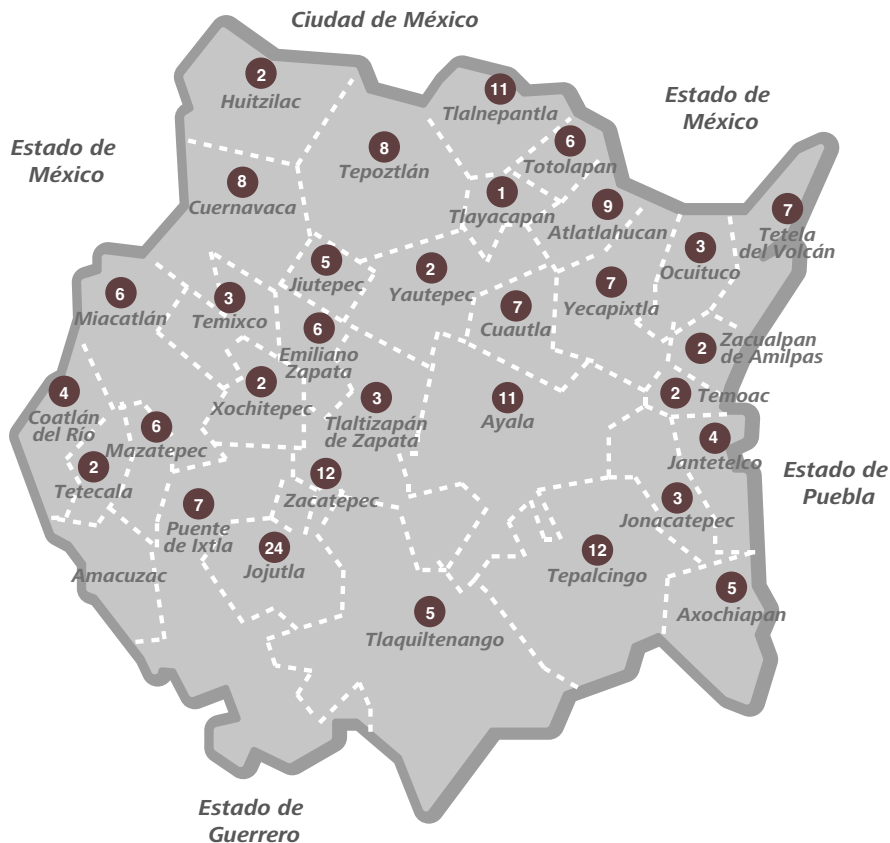 Ciudad de México
2
Huitzilac
11
Tlalnepantla
Estado de
México
Estado de
México
8
Tepoztlán
6
Totolapan
8
Cuernavaca
1
Tlayacapan
9
Atlatlahucan
7
Tetela
del Volcán
3
Ocuituco
5
Jiutepec
2
Yautepec
7
Yecapixtla
6
Miacatlán
3
Temixco
7
Cuautla
6
Emiliano
Zapata
2
Zacualpan
de Amilpas
4
Coatlán
del Río
2
Xochitepec
3
Tlaltizapán
de Zapata
11
Ayala
2
Temoac
6
Mazatepec
4
Jantetelco
2
Tetecala
12
Zacatepec
Estado de
Puebla
7
Puente
de Ixtla
3
Jonacatepec
24
Jojutla
12
Tepalcingo
Amacuzac
5
Tlaquiltenango
5
Axochiapan
Estado de
Guerrero